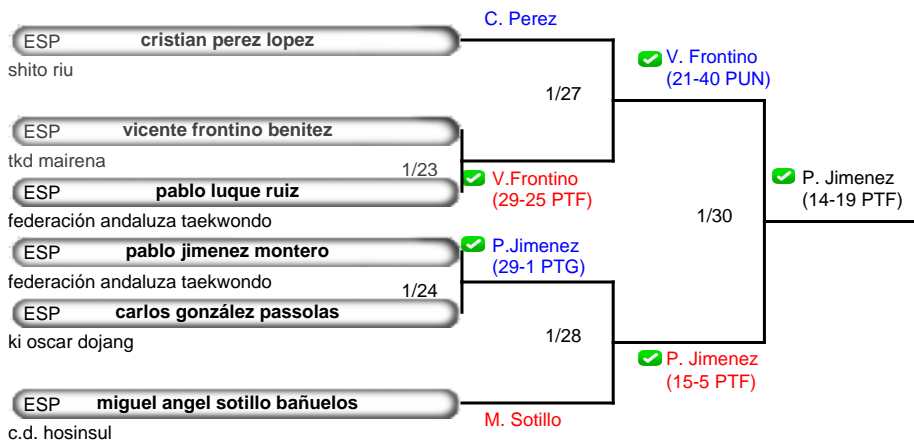 C. Perez
ESP cristian perez lopez
shito riu
V. Frontino
(21-40 PUN)
1/27
ESP vicente frontino benitez
tkd mairena
1/23
V.Frontino
(29-25 PTF)
ESP pablo luque ruiz
federación andaluza taekwondo
P. Jimenez
(14-19 PTF)
1/30
ESP pablo jimenez montero
federación andaluza taekwondo
P.Jimenez
(29-1 PTG)
1/24
ESP carlos gonzález passolas
ki oscar dojang
1/28
P. Jimenez
(15-5 PTF)
ESP miguel angel sotillo bañuelos
c.d. hosinsul
M. Sotillo